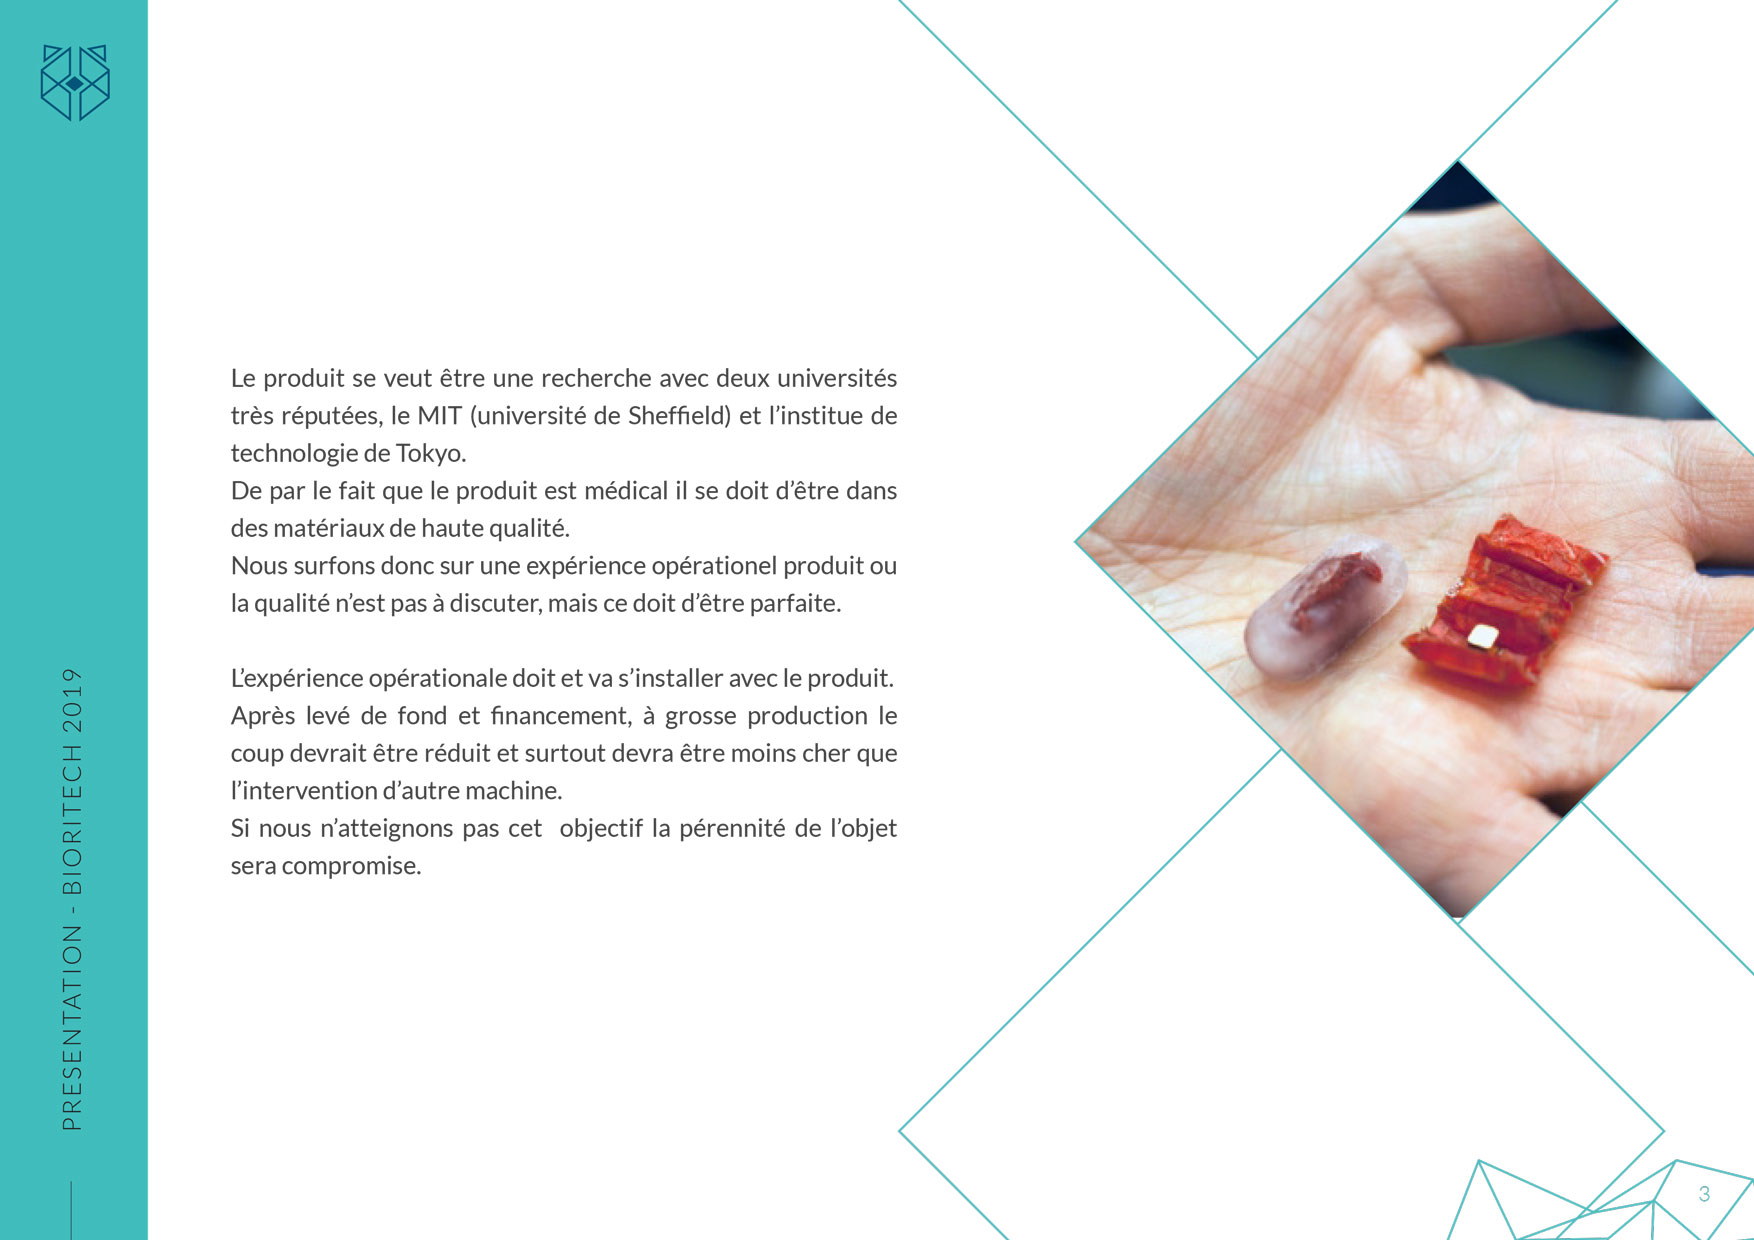 Le produit se veut être une recherche avec deux universités
très réputées, le MIT (université de Sheffield) et l’institue de
technologie de Tokyo.
De par le fait que le produit est médical il se doit d’être dans
des matériaux de haute qualité.
Nous surfons donc sur une expérience opérationel produit ou
la qualité n’est pas à discuter, mais ce doit d’être parfaite.
L’expérience opérationale doit et va s’installer avec le produit.
Après levé de fond et financement, à grosse production le
coup devrait être réduit et surtout devra être moins cher que
l’intervention d’autre machine.
Si nous n’atteignons pas cet  objectif la pérennité de l’objet
sera compromise.
PRESENTATION - BIORITECH 2019
3